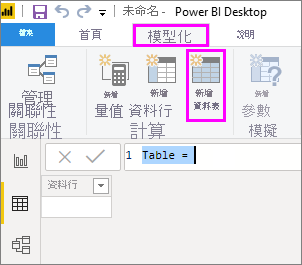 未命名 - Power BI Desktop
檔案 首頁 模型化 說明
管理
關聯性
新增
量值
新增
資料行
新增
資料表
新增
參數
關聯性 計算 模擬
1 Table =
資料行